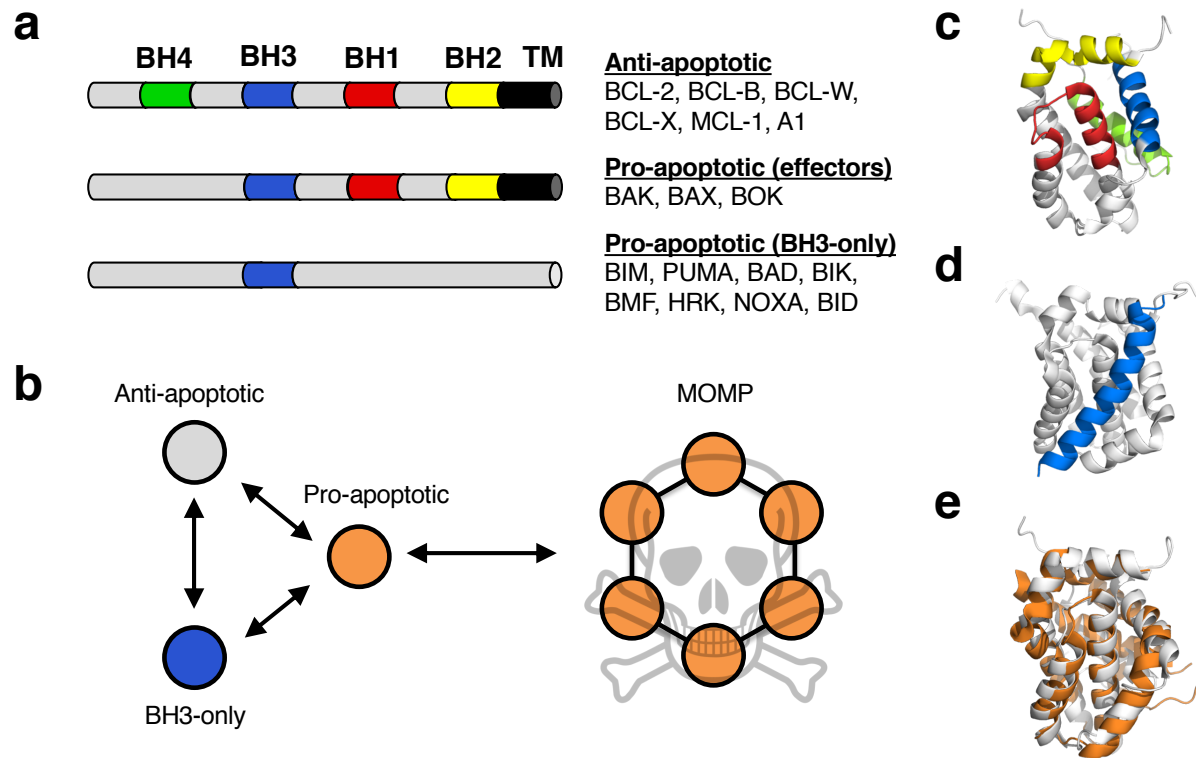 a
BH4 BH3 BH1 BH2 TM
Anti-apoptotic
BCL-2, BCL-B, BCL-W,
BCL-X, MCL-1, A1
Pro-apoptotic (effectors)
BAK, BAX, BOK
Pro-apoptotic (BH3-only)
BIM, PUMA, BAD, BIK,
BMF, HRK, NOXA, BID
b
Anti-apoptotic
Pro-apoptotic
BH3-only
MOMP
c
d
e